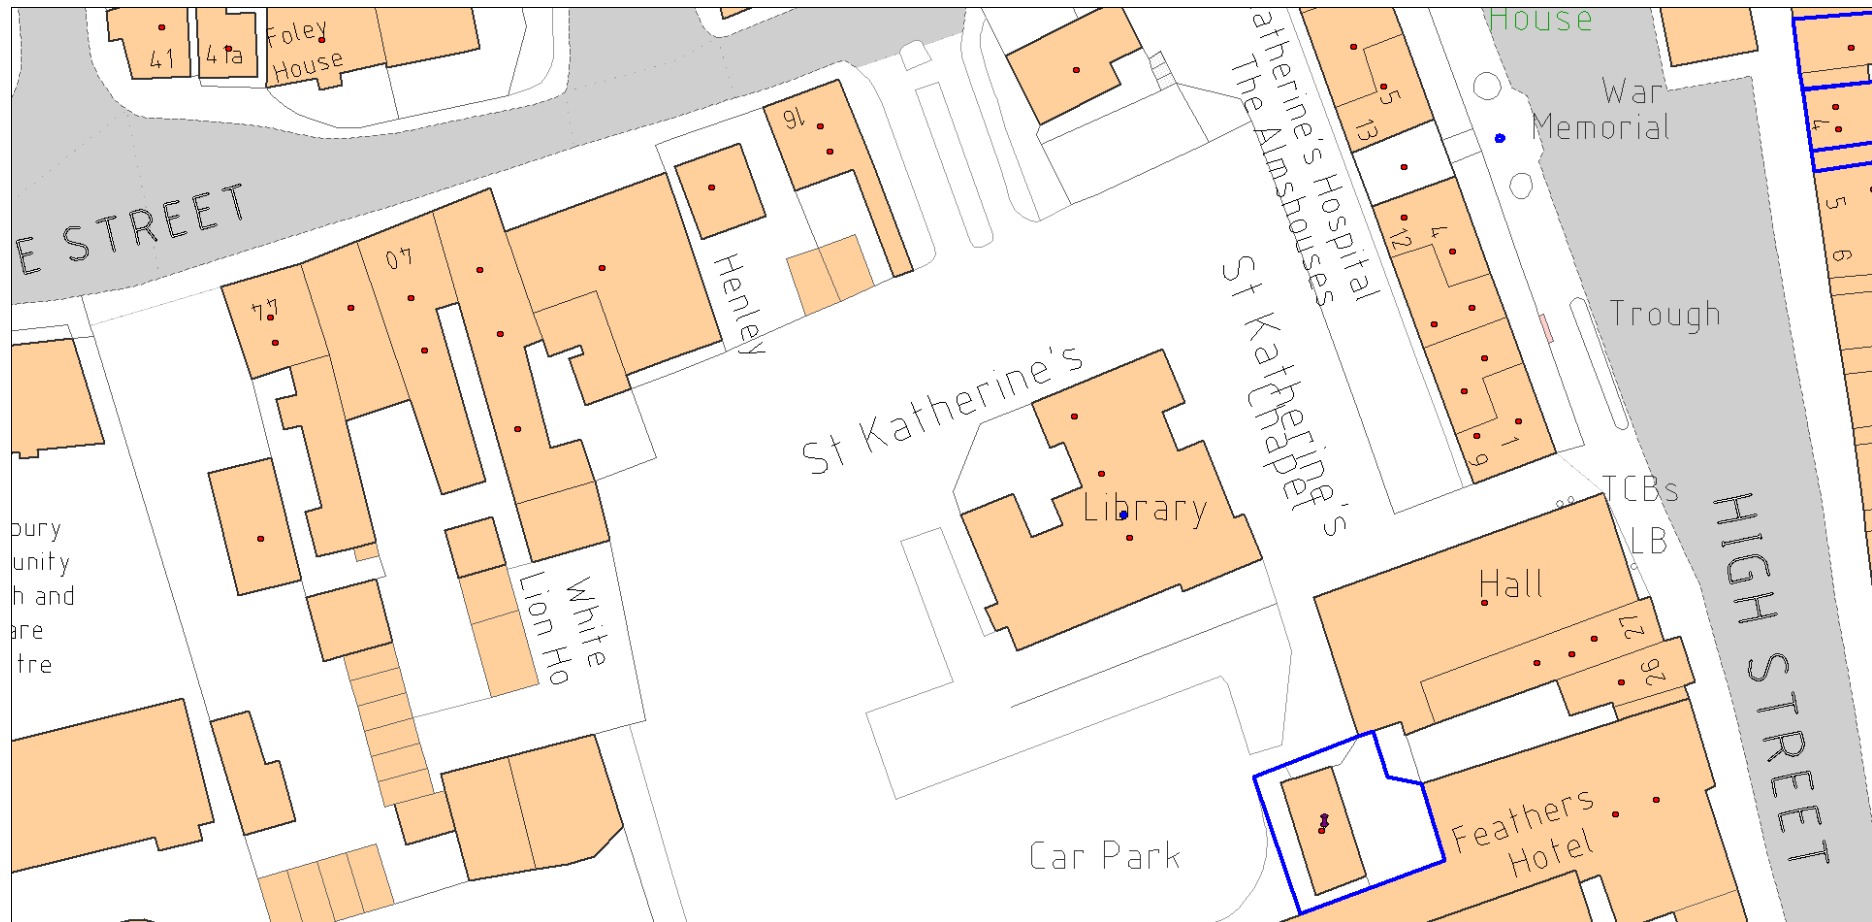 House
41
41a
Foley
House
War
Memorial
16
5
13
4
5
6
E STREET
40
44
Henley
atherine's Hospital
The Almshouses
12
4
Trough
St Katherine's
St Katherine's
Chapel
1
9
Library
TCBs
LB
HIGH STREET
Hall
27
26
bury
unity
h and
are
tre
White
Lion Ho
Car Park
Feathers
Hotel